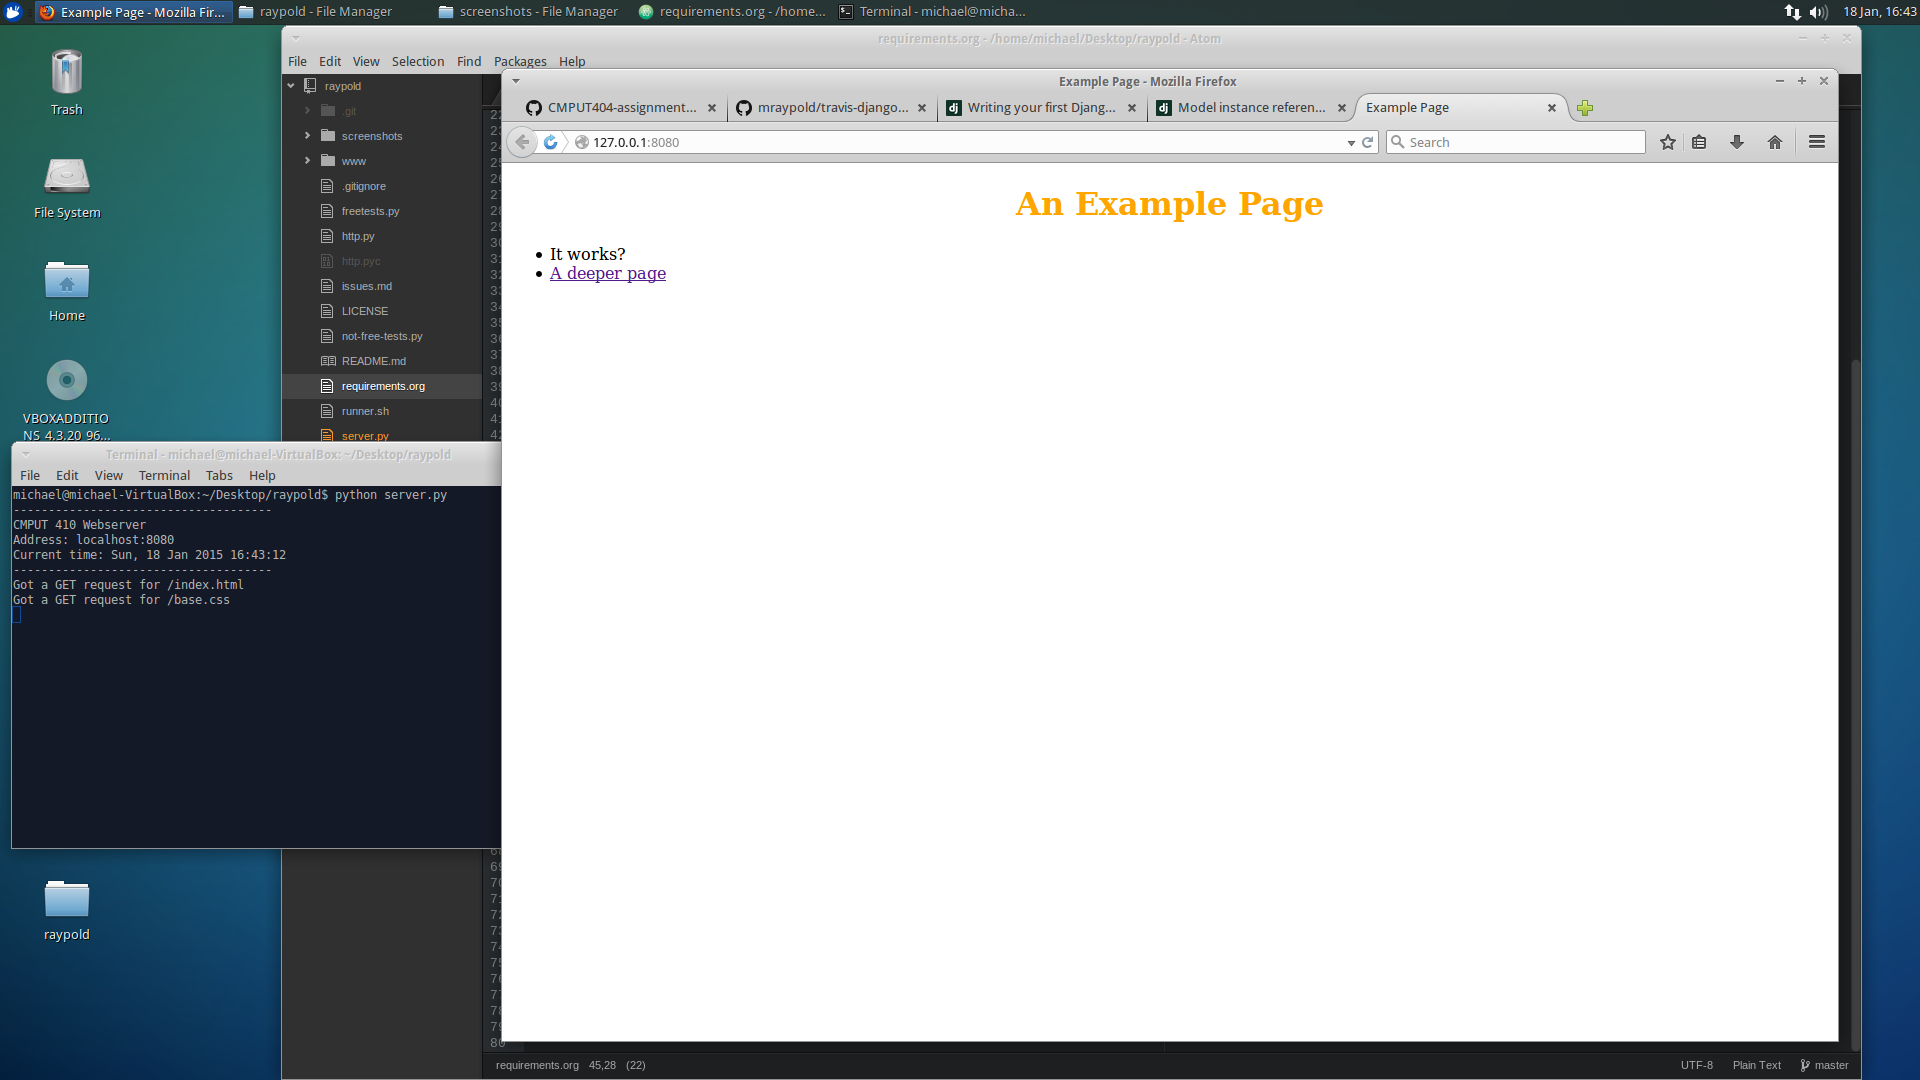 Example Page - Mozilla Fir...
raypold - File Manager
screenshots - File Manager
requirements.org - /home...
Terminal - michael@micha...
18 Jan, 16:43
Trash
File System
Home
VBOXADDITIO
NS_4.3.20_96...
raypold
requirements.org - /home/michael/Desktop/raypold - Atom
File Edit View Selection Find Packages Help
raypold
.git
screenshots
www
.gitignore
freetests.py
http.py
http.pyc
issues.md
LICENSE
not-free-tests.py
README.md
requirements.org
runner.sh
server.py
Example Page - Mozilla Firefox
CMPUT404-assignment...
mraypold/travis-django...
Writing your first Djang...
Model instance referen...
Example Page
127.0.0.1:8080
Search
An Example Page
• It works?
• A deeper page
Terminal - michael@michael-VirtualBox: ~/Desktop/raypold
File Edit View Terminal Tabs Help
michael@michael-VirtualBox:~/Desktop/raypold$ python server.py
-------------------------------------
CMPUT 410 Webserver
Address: localhost:8080
Current time: Sun, 18 Jan 2015 16:43:12
-------------------------------------
Got a GET request for /index.html
Got a GET request for /base.css
80
requirements.org 45,28 (22)
UTF-8 Plain Text master